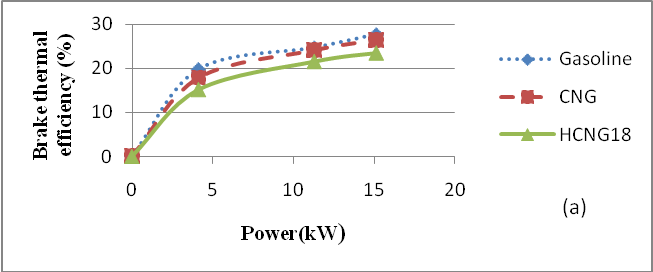 30
20
10
0
0
5
10
15
20
Brake thermal
efficiency (%)
Power(kW)
Gasoline
CNG
HCNG18
(a)